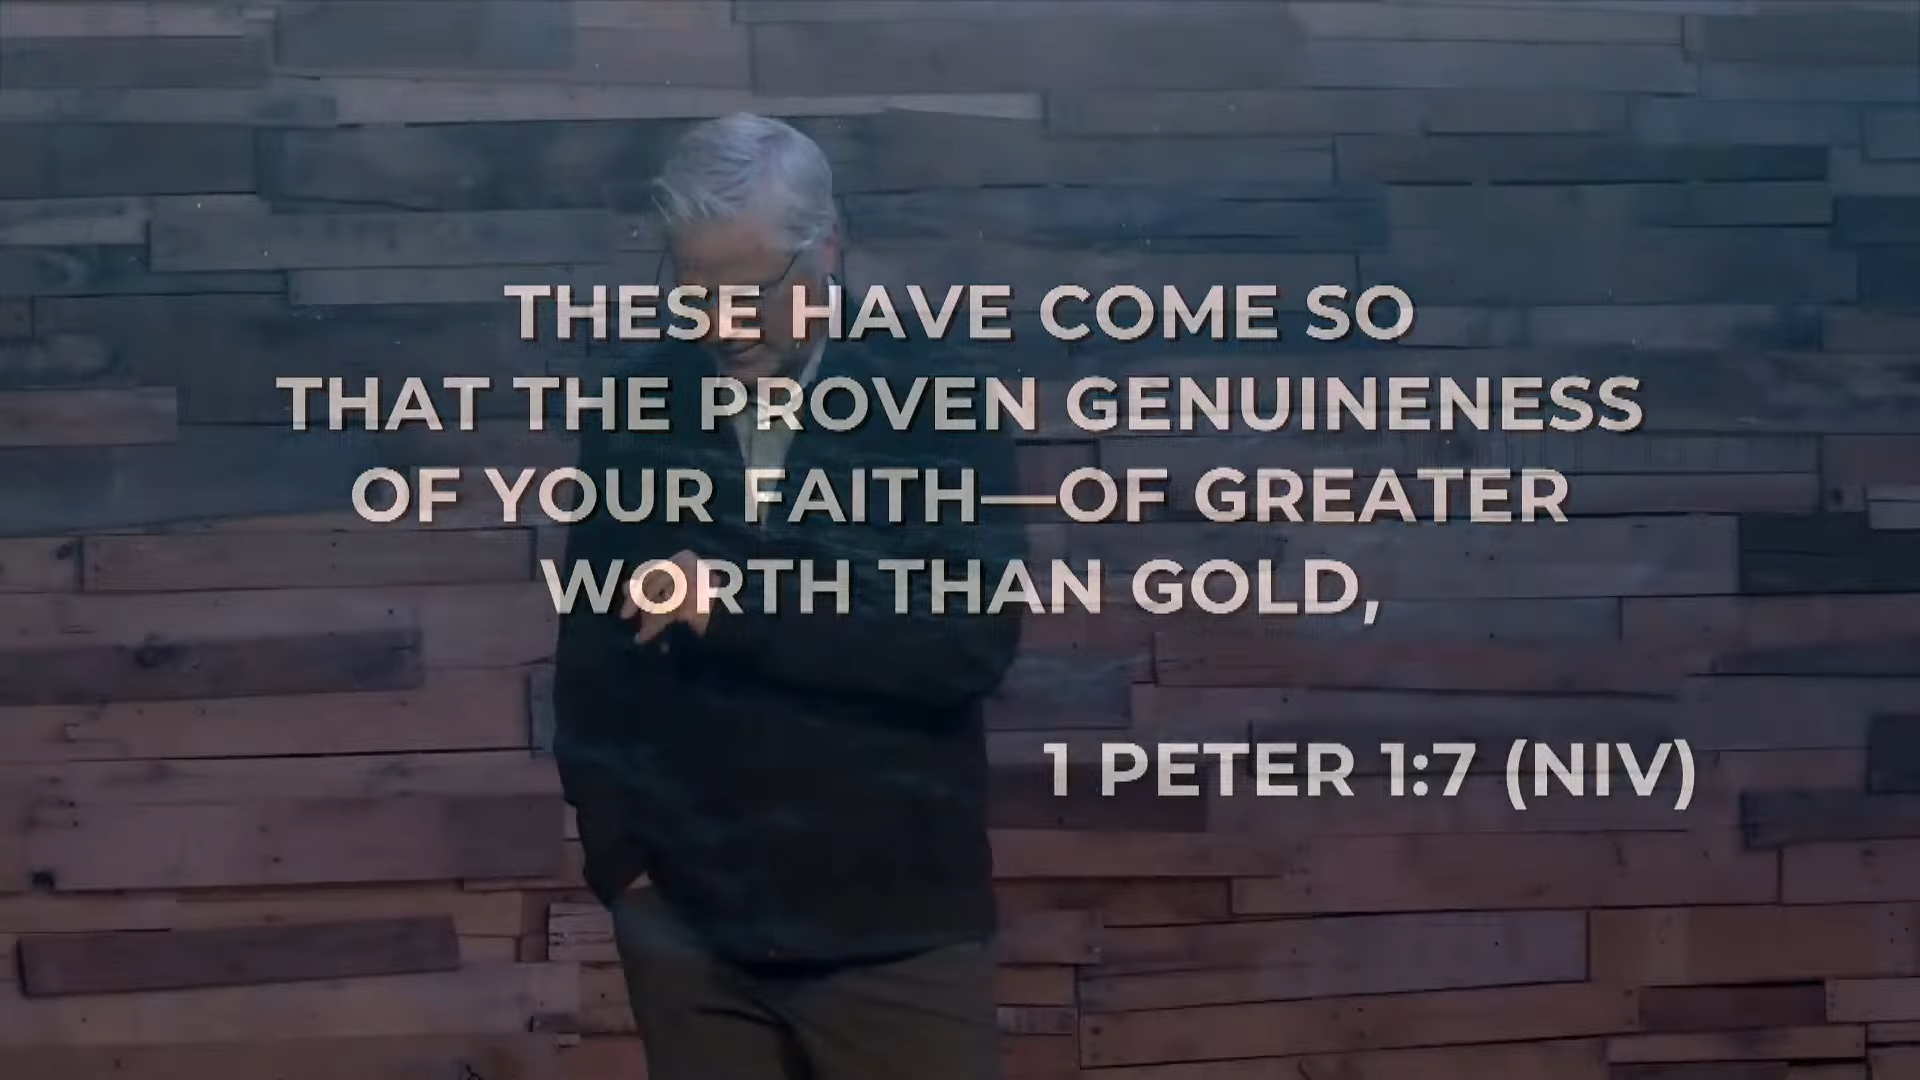 THESE HAVE COME SO
THAT THE PROVEN GENUINENESS
OF YOUR FAITH—OF GREATER
WORTH THAN GOLD,
1 PETER 1:7 (NIV)